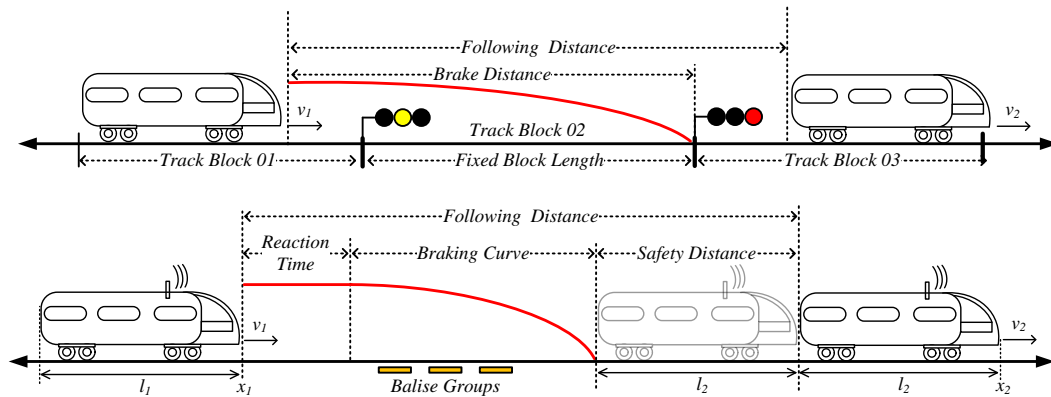 Following Distance
Brake Distance
v1
v2
Track Block 02
Track Block 01
Fixed Block Length
Track Block 03
Following Distance
Reaction
Time
Braking Curve
Safety Distance
v1
v2
l1
x1
Balise Groups
l2
l2
x2